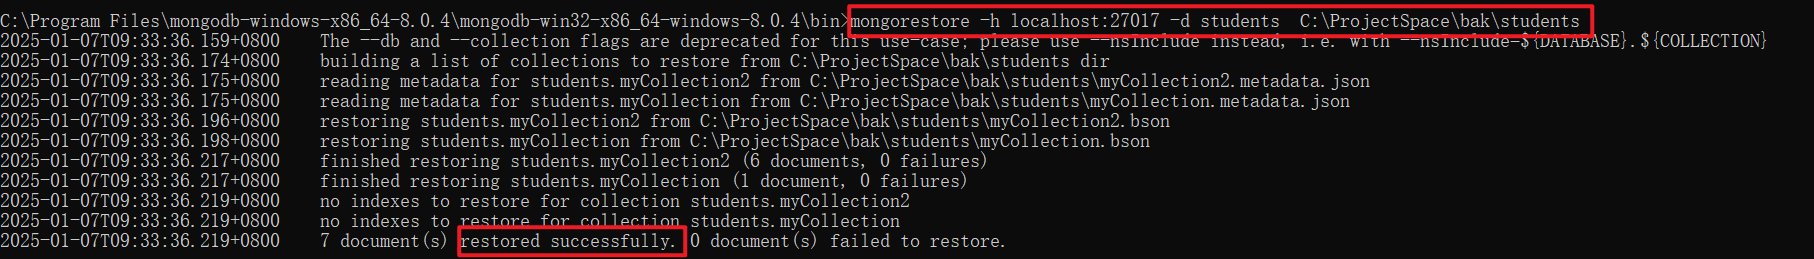 C:\Program Files\mongodb-windows-x86_64-8.0.4\mongodb-win32-x86_64-windows-8.0.4\bin>mongorestore -h localhost:27017 -d students  C:\ProjectSpace\bak\students
2025-01-07T09:33:36.159+0800    The --db and --collection flags are deprecated for this use-case; please use --nsInclude instead, i.e. with --nsInclude=${DATABASE}.${COLLECTION}
2025-01-07T09:33:36.174+0800    building a list of collections to restore from C:\ProjectSpace\bak\students dir
2025-01-07T09:33:36.175+0800    reading metadata for students.myCollection2 from C:\ProjectSpace\bak\students\myCollection2.metadata.json
2025-01-07T09:33:36.175+0800    reading metadata for students.myCollection from C:\ProjectSpace\bak\students\myCollection.metadata.json
2025-01-07T09:33:36.196+0800    restoring students.myCollection2 from C:\ProjectSpace\bak\students\myCollection2.bson
2025-01-07T09:33:36.198+0800    restoring students.myCollection from C:\ProjectSpace\bak\students\myCollection.bson
2025-01-07T09:33:36.217+0800    finished restoring students.myCollection2 (6 documents, 0 failures)
2025-01-07T09:33:36.217+0800    finished restoring students.myCollection (1 document, 0 failures)
2025-01-07T09:33:36.219+0800    no indexes to restore for collection students.myCollection2
2025-01-07T09:33:36.219+0800    no indexes to restore for collection students.myCollection
2025-01-07T09:33:36.219+0800    7 document(s) restored successfully. 0 document(s) failed to restore.